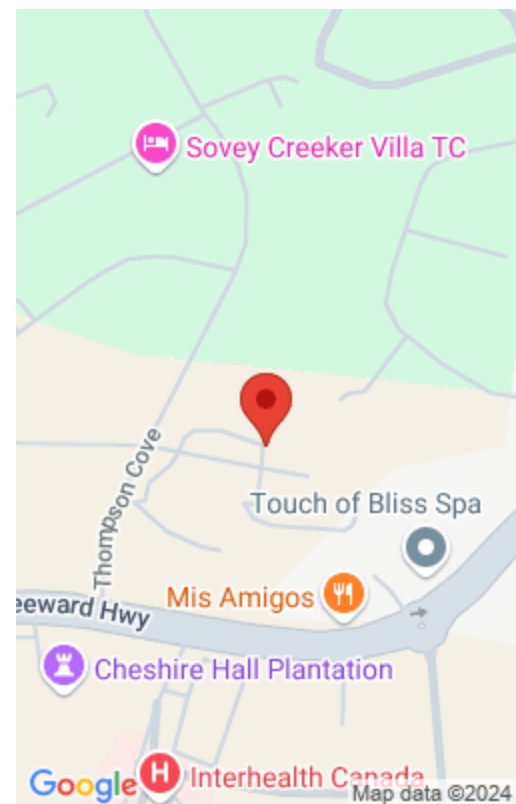 Sovey Creeker Villa TC
Thompson Cove
Touch of Bliss Spa
Mis Amigos
eeward Hwy
Cheshire Hall Plantation
H
Interhealth Canada
Google
Map data ©2024